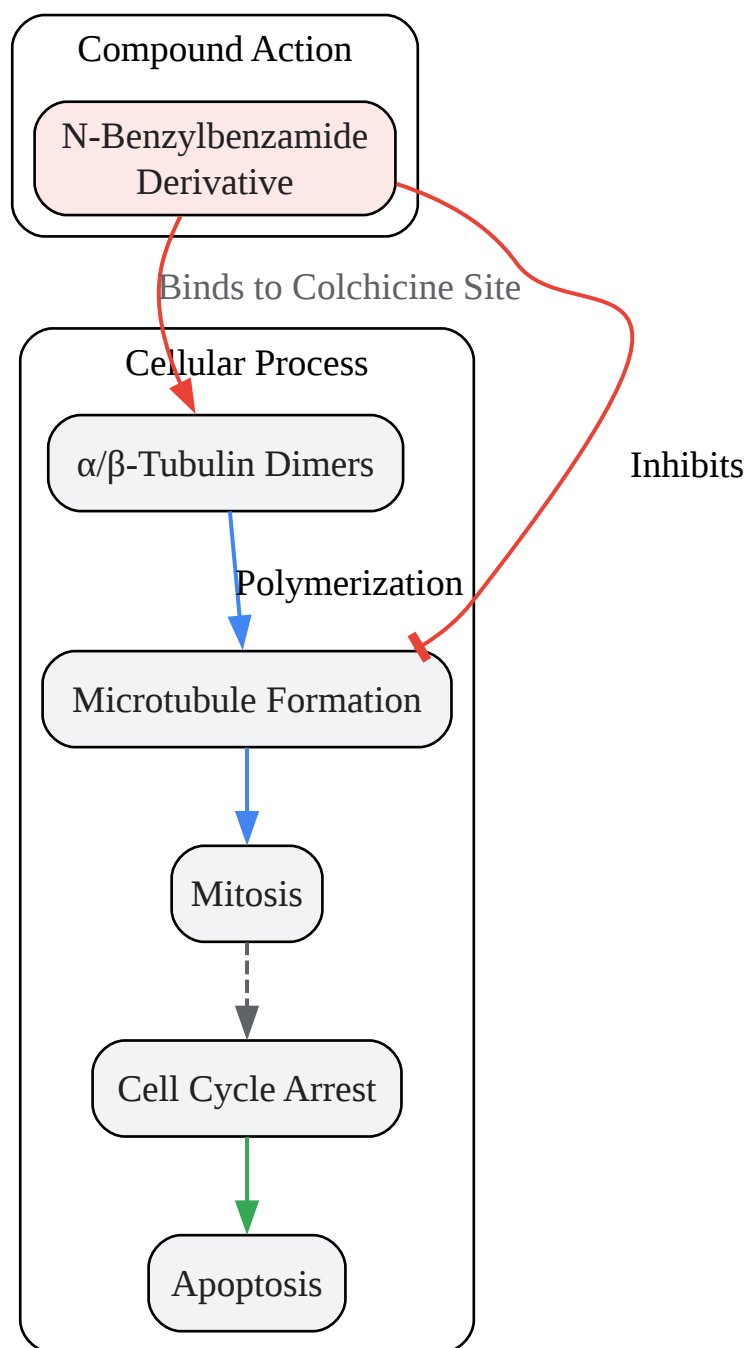 Compound Action
N-Benzylbenzamide
Derivative
Binds to Colchicine Site
Cellular Process
α/β-Tubulin Dimers
Inhibits
Polymerization
Microtubule Formation
Mitosis
Cell Cycle Arrest
Apoptosis